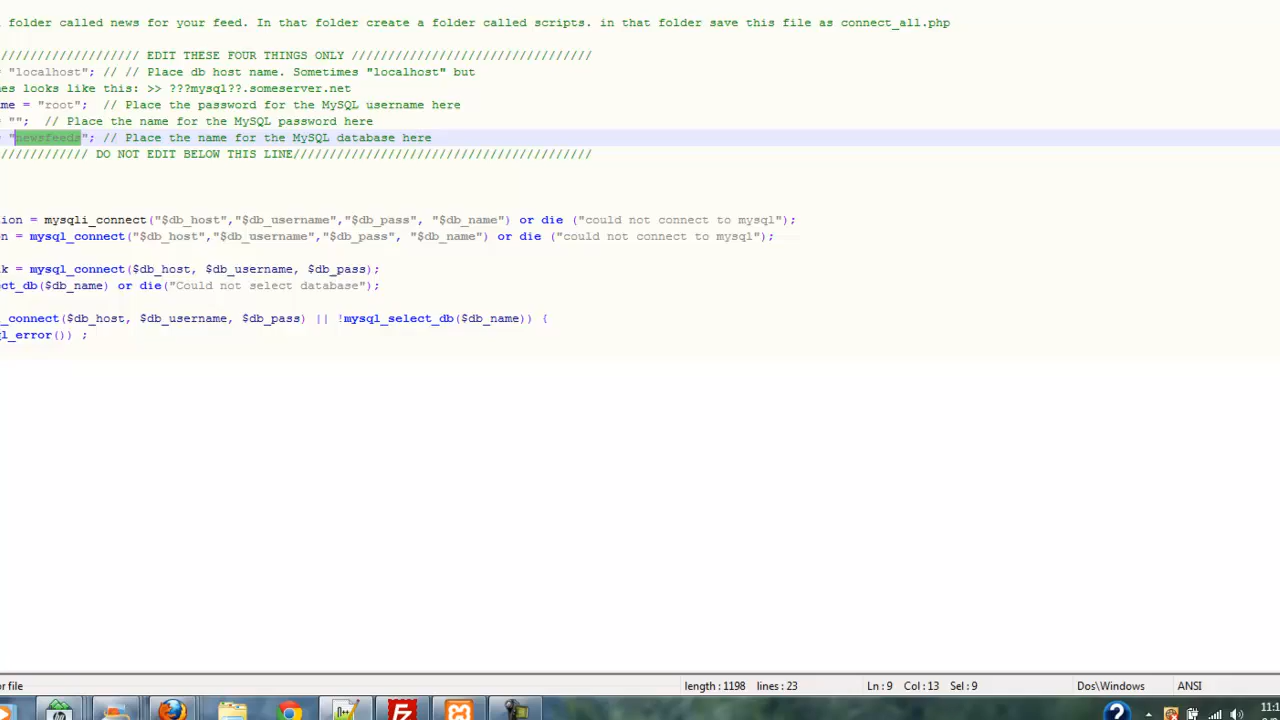 folder called news for your feed. In that folder create a folder called scripts. in that folder save this file as connect_all.php
/////////////////// EDIT THESE FOUR THINGS ONLY /////////////////////////////////
= "localhost"; // // Place db host name. Sometimes "localhost" but
nes looks like this: >> ???mysql??.someserver.net
me = "root";  // Place the password for the MySQL username here
= "";  // Place the name for the MySQL password here
= "newsfeeds"; // Place the name for the MySQL database here
//////////// DO NOT EDIT BELOW THIS LINE/////////////////////////////////////////
ion = mysqli_connect("$db_host","$db_username","$db_pass", "$db_name") or die ("could not connect to mysql");
n = mysql_connect("$db_host","$db_username","$db_pass", "$db_name") or die ("could not connect to mysql");
k = mysql_connect($db_host, $db_username, $db_pass);
ct_db($db_name) or die("Could not select database");
_connect($db_host, $db_username, $db_pass) || !mysql_select_db($db_name)) {
ql_error()) ;
or file
length : 1198    lines : 23
Ln : 9    Col : 13    Sel : 9
Dos\Windows
ANSI
11:1